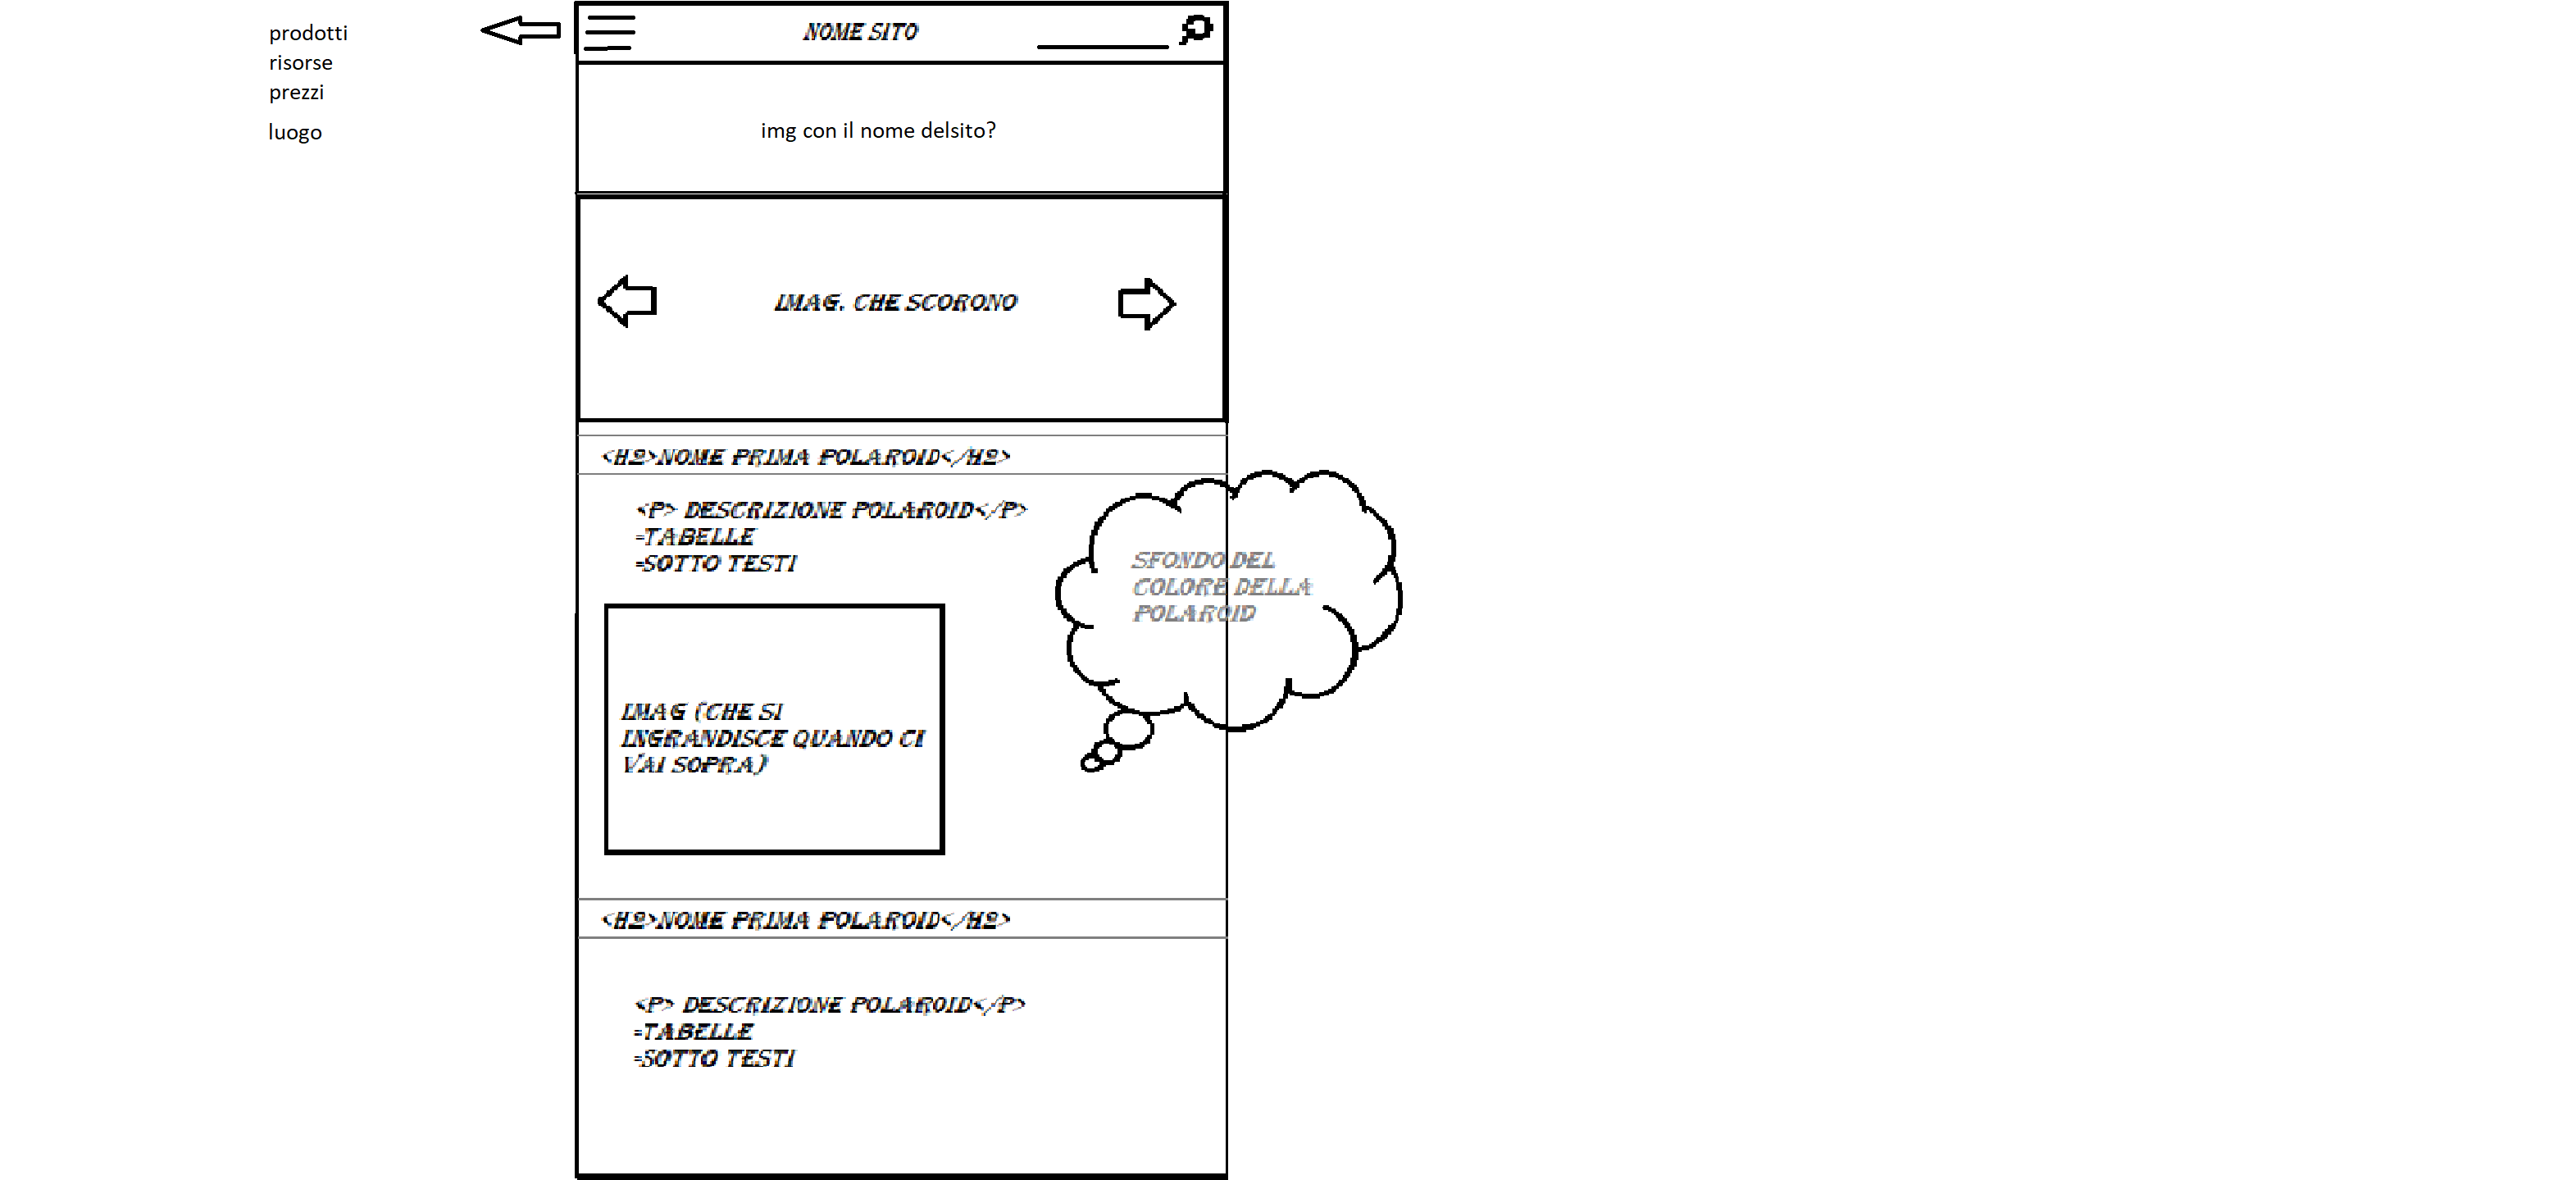 prodotti
risorse
prezzi
luogo
NOME SITO
img con il nome delsito?
IMAG. CHE SCORONO
<H2>NOME PRIMA POLAROID</H2>
<P> DESCRIZIONE POLAROID</P>
-TABELLE
-SOTTO TESTI
SFONDO DEL
COLORE DELLA
POLAROID
IMAG (CHE SI
INGRANDISCE QUANDO CI
VAI SOPRA)
<H2>NOME PRIMA POLAROID</H2>
<P> DESCRIZIONE POLAROID</P>
-TABELLE
-SOTTO TESTI